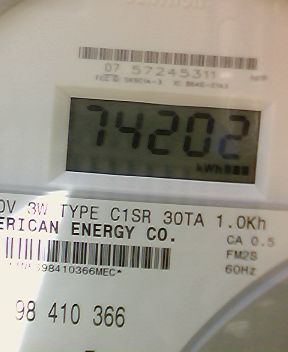 07 57245311
74202
kWh
0V 3W TYPE C1SR 30TA 1.0Kh
ERICAN ENERGY CO.
CA 0.5
FM2S
60Hz
98410366MEC*
98 410 366